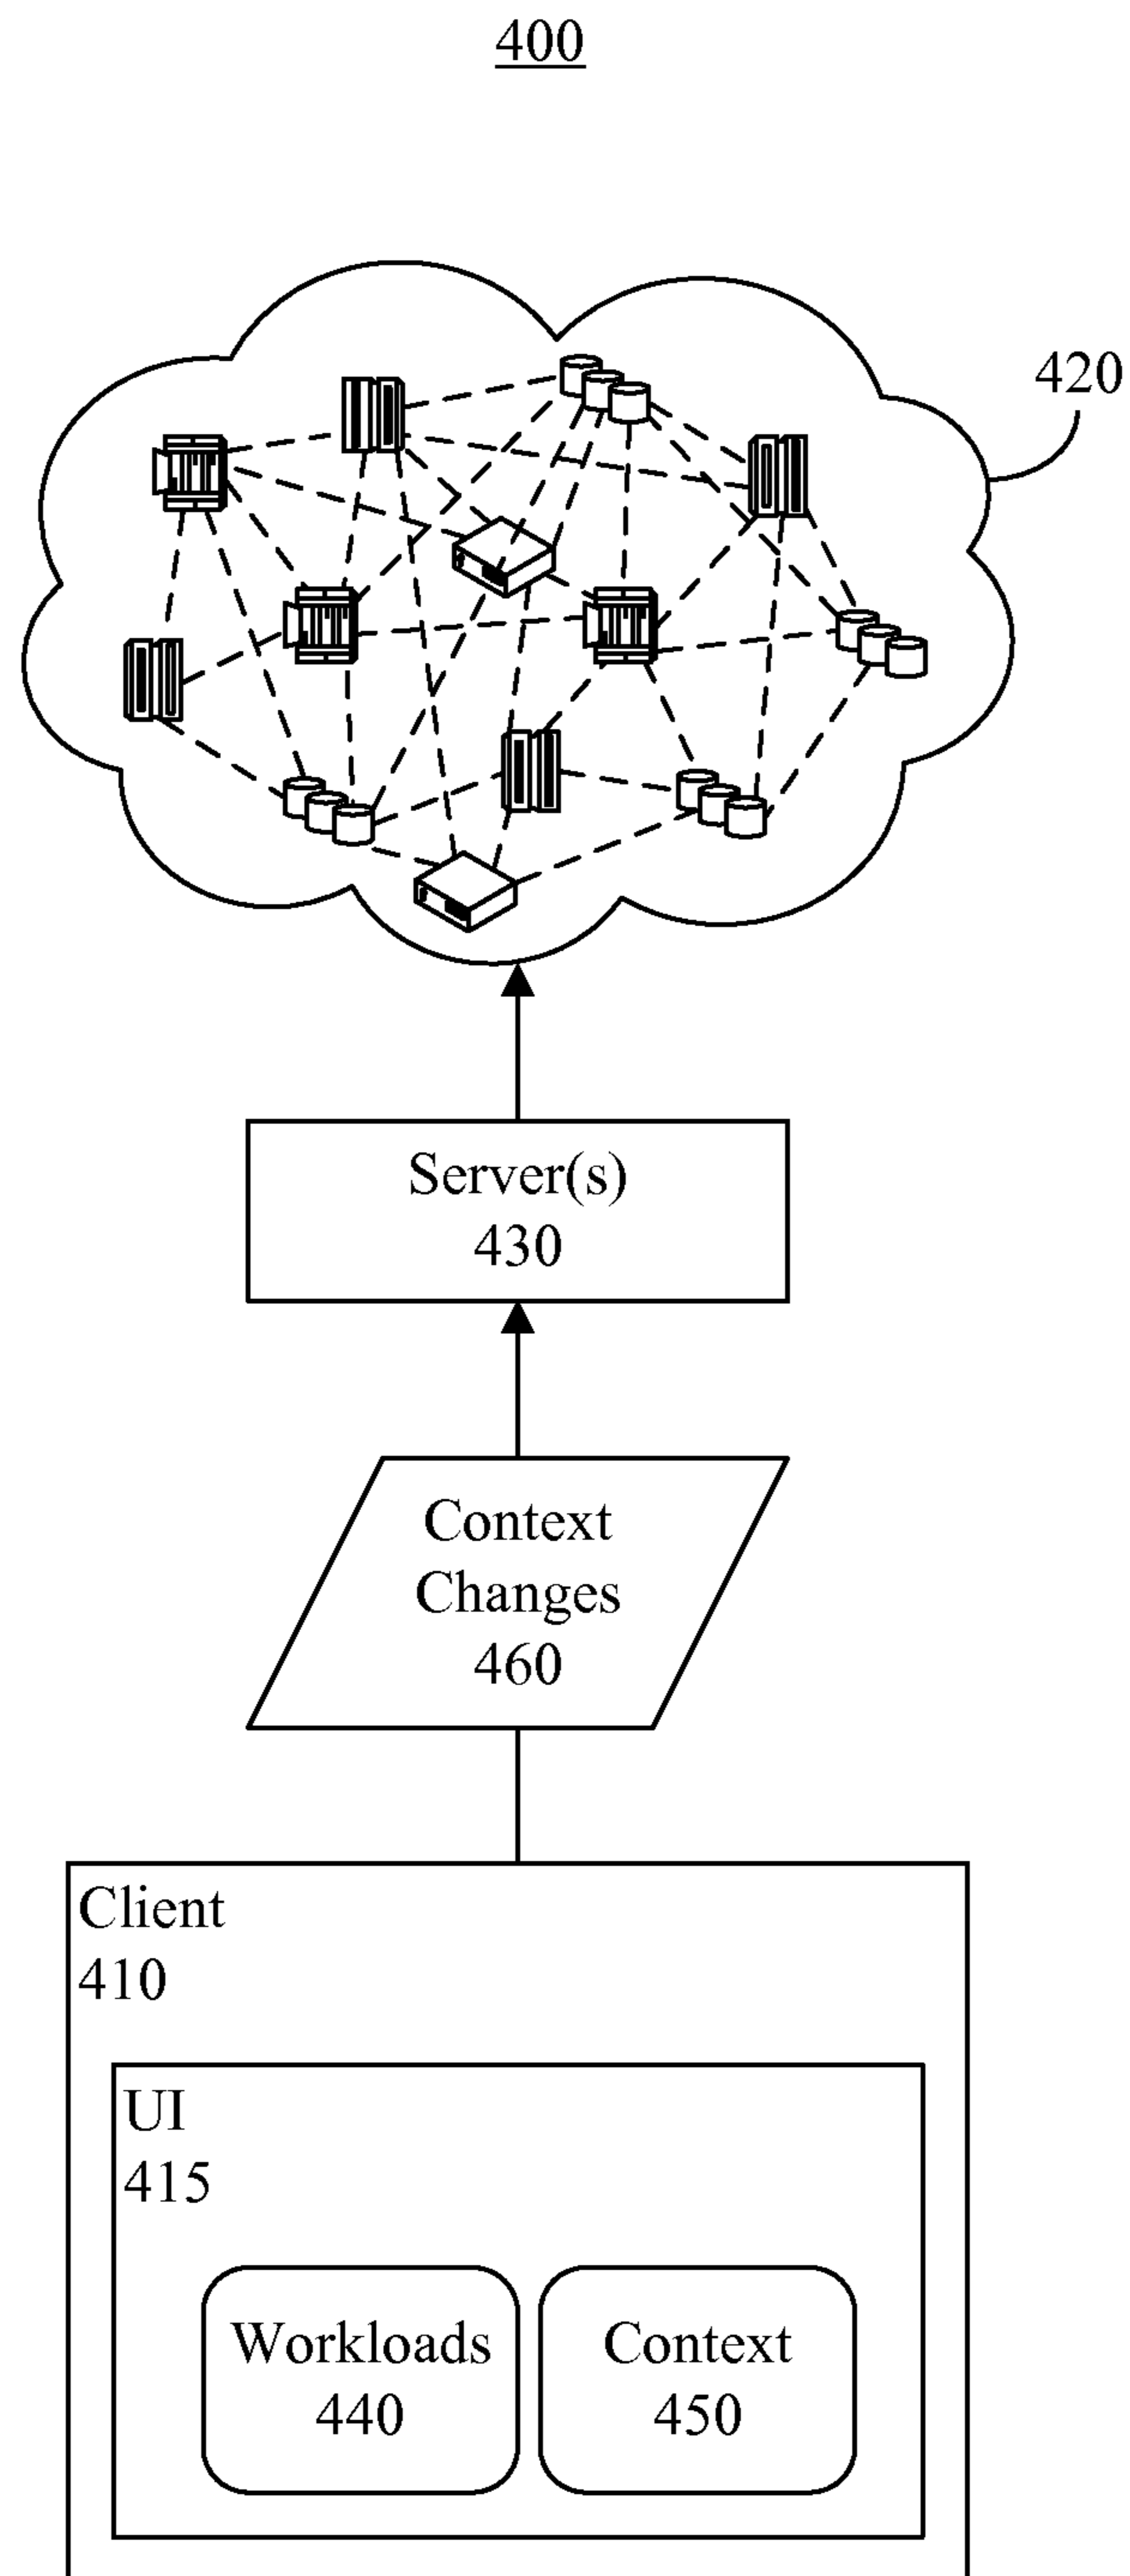 400
420
Server(s)
430
Context
Changes
460
Client
410
UI
415
Workloads
440
Context
450